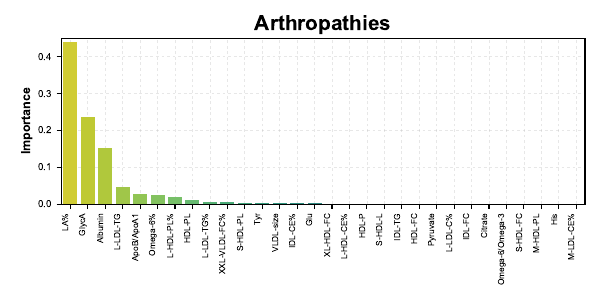 Arthropathies
Importance
0.4
0.3
0.2
0.1
0.0
LA%
GlycA
Albumin
L-LDL-TG
ApoB/ApoA1
Omega-6%
L-HDL-PL%
HDL-PL
L-LDL-TG%
XXL-VLDL-FC%
S-HDL-PL
Tyr
VLDL-size
IDL-CE%
Glu
XL-HDL-FC
L-HDL-CE%
HDL-P
S-HDL-L
IDL-TG
HDL-FC
Pyruvate
L-LDL-C%
IDL-FC
Citrate
Omega-6/Omega-3
S-HDL-FC
M-HDL-PL
His
M-LDL-CE%